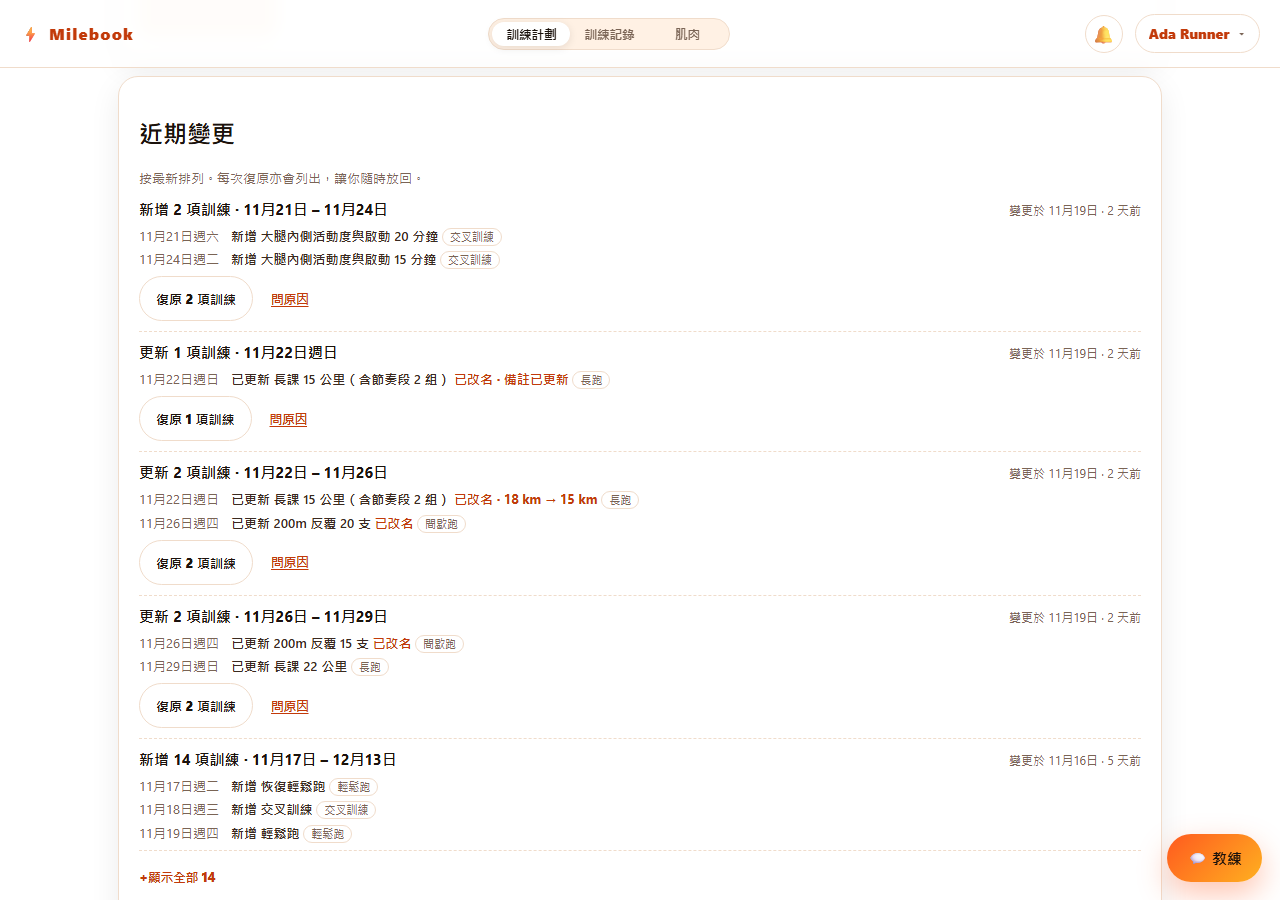 Milebook
訓練計劃 訓練記錄 肌肉
Ada Runner
近期變更
按最新排列。每次復原亦會列出，讓你隨時放回。
新增 2 項訓練 · 11月21日 – 11月24日 變更於 11月19日 · 2 天前
11月21日週六 新增 大腿內側活動度與啟動 20 分鐘 交叉訓練
11月24日週二 新增 大腿內側活動度與啟動 15 分鐘 交叉訓練
復原 2 項訓練 問原因
更新 1 項訓練 · 11月22日週日 變更於 11月19日 · 2 天前
11月22日週日 已更新 長課 15 公里（含節奏段 2 組） 已改名 · 備註已更新 長跑
復原 1 項訓練 問原因
更新 2 項訓練 · 11月22日 – 11月26日 變更於 11月19日 · 2 天前
11月22日週日 已更新 長課 15 公里（含節奏段 2 組） 已改名 · 18 km → 15 km 長跑
11月26日週四 已更新 200m 反覆 20 支 已改名 間歇跑
復原 2 項訓練 問原因
更新 2 項訓練 · 11月26日 – 11月29日 變更於 11月19日 · 2 天前
11月26日週四 已更新 200m 反覆 15 支 已改名 間歇跑
11月29日週日 已更新 長課 22 公里 長跑
復原 2 項訓練 問原因
新增 14 項訓練 · 11月17日 – 12月13日 變更於 11月16日 · 5 天前
11月17日週二 新增 恢復輕鬆跑 輕鬆跑
11月18日週三 新增 交叉訓練 交叉訓練
11月19日週四 新增 輕鬆跑 輕鬆跑
教練
+顯示全部 14